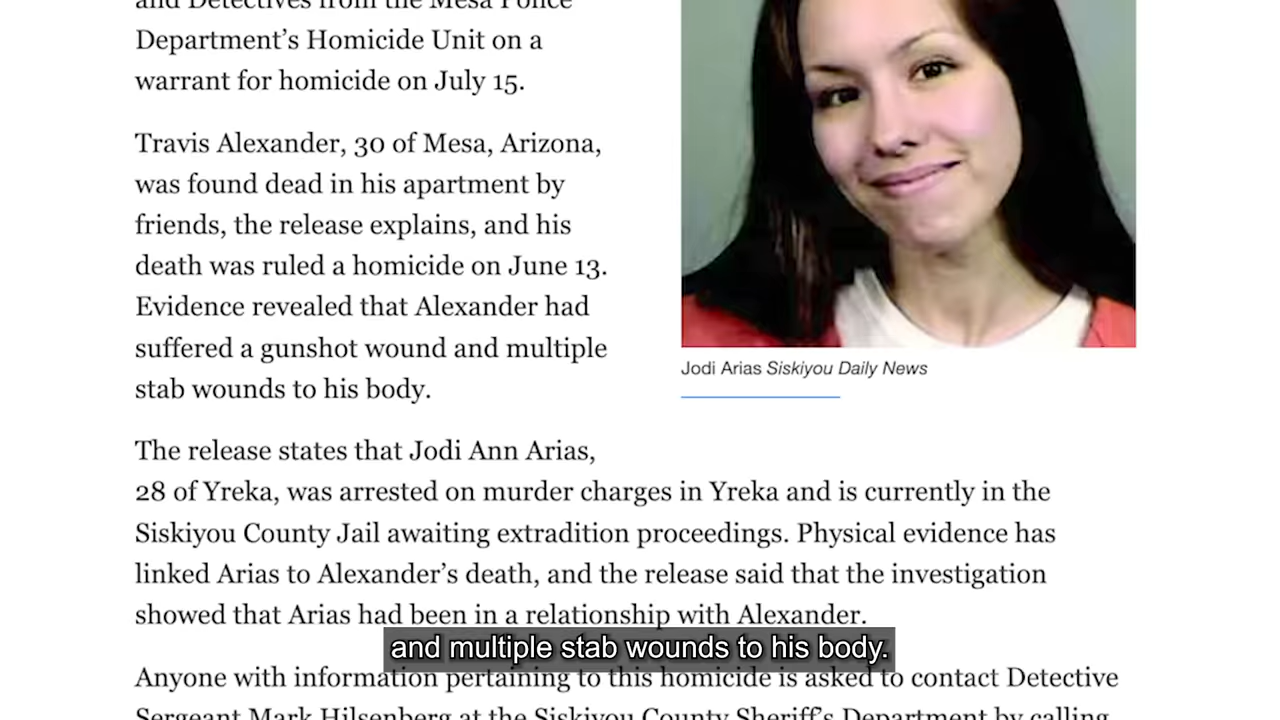 and Detectives from the Mesa Police
Department’s Homicide Unit on a
warrant for homicide on July 15.
Travis Alexander, 30 of Mesa, Arizona,
was found dead in his apartment by
friends, the release explains, and his
death was ruled a homicide on June 13.
Evidence revealed that Alexander had
suffered a gunshot wound and multiple
stab wounds to his body.
Jodi Arias Siskiyou Daily News
The release states that Jodi Ann Arias,
28 of Yreka, was arrested on murder charges in Yreka and is currently in the
Siskiyou County Jail awaiting extradition proceedings. Physical evidence has
linked Arias to Alexander’s death, and the release said that the investigation
showed that Arias had been in a relationship with Alexander.
and multiple stab wounds to his body.
Anyone with information pertaining to this homicide is asked to contact Detective
Sergeant Mark Hilsenberg at the Siskiyou County Sheriff’s Department by calling